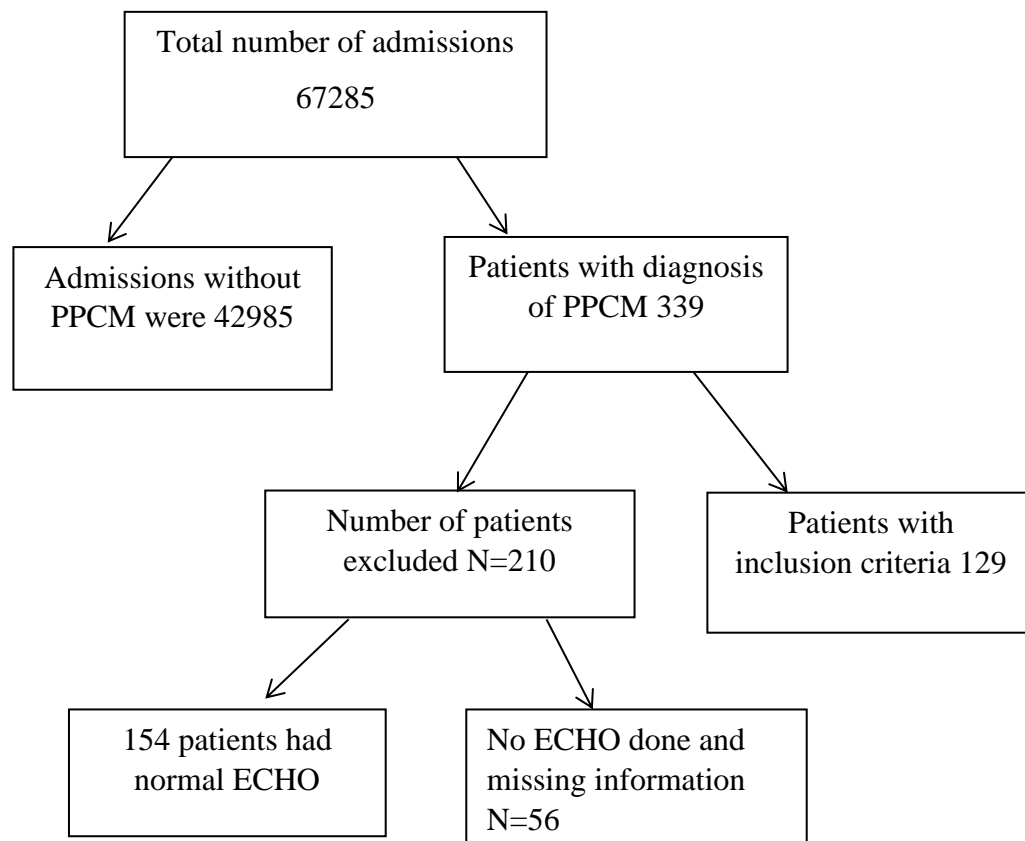 Total number of admissions
67285
Admissions without
PPCM were 42985
Patients with diagnosis
of PPCM 339
Number of patients
excluded N=210
Patients with
inclusion criteria 129
154 patients had
normal ECHO
No ECHO done and
missing information
N=56